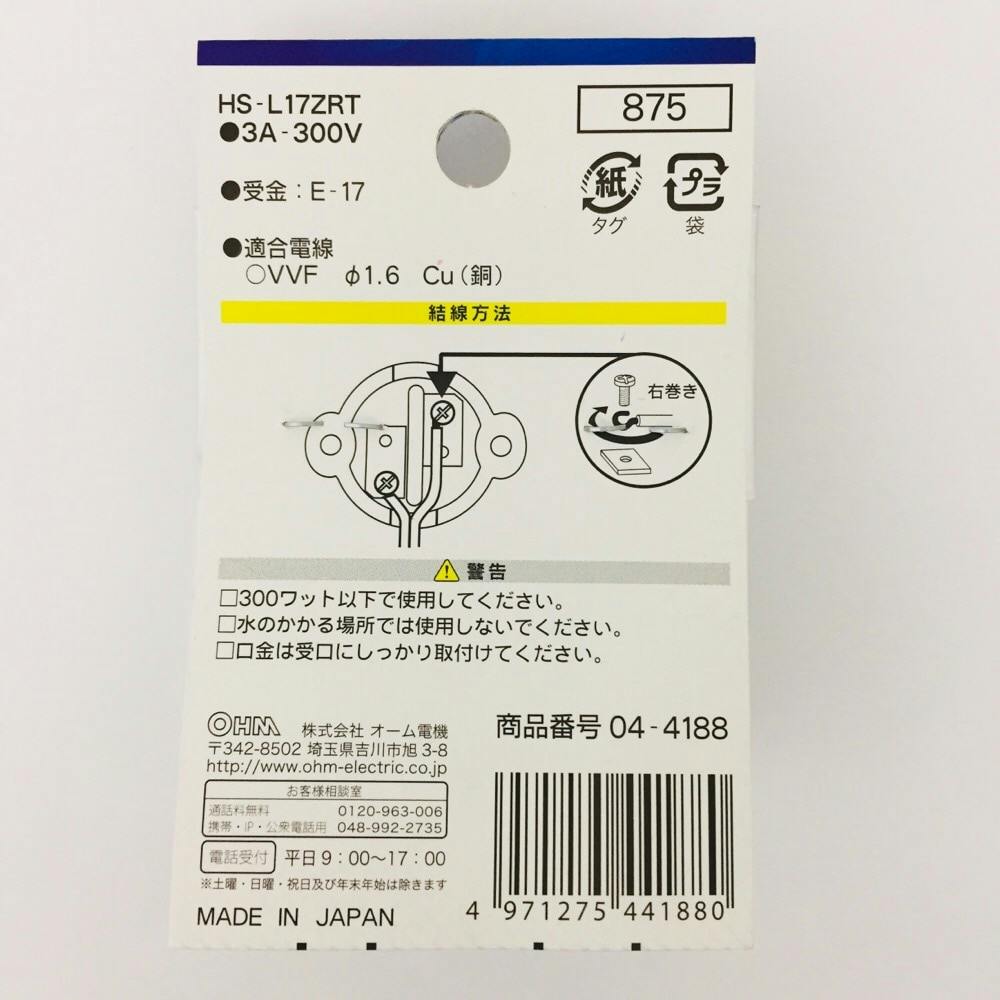 HS-L17ZRT
●3A-300V
875
●受金：E-17
紙
プラ
タグ
袋
●適合電線
○VVF φ1.6 Cu（銅）
結線方法
右巻き
警告
□300ワット以下で使用してください。
□水のかかる場所では使用しないでください。
□口金は受口にしっかり取付けてください。
OHM 株式会社 オーム電機
〒342-8502 埼玉県吉川市旭 3-8
http://www.ohm-electric.co.jp
商品番号 04-4188
お客様相談室
通話料無料 0120-963-006
携帯・IP・公衆電話用 048-992-2735
電話受付 平日 9：00～17：00
※土曜・日曜・祝日及び年末年始は除きます
MADE IN JAPAN
4 971275 441880